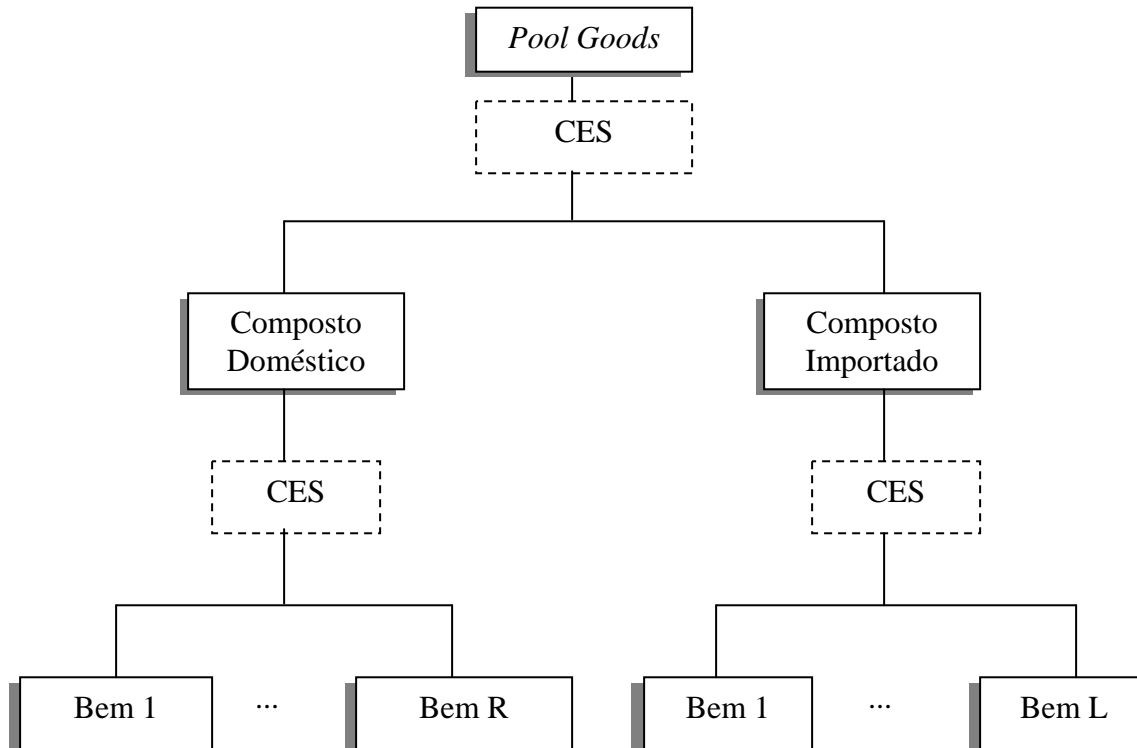 Pool Goods
CES
Composto
Doméstico
Composto
Importado
CES
CES
Bem 1
...
Bem R
Bem 1
...
Bem L